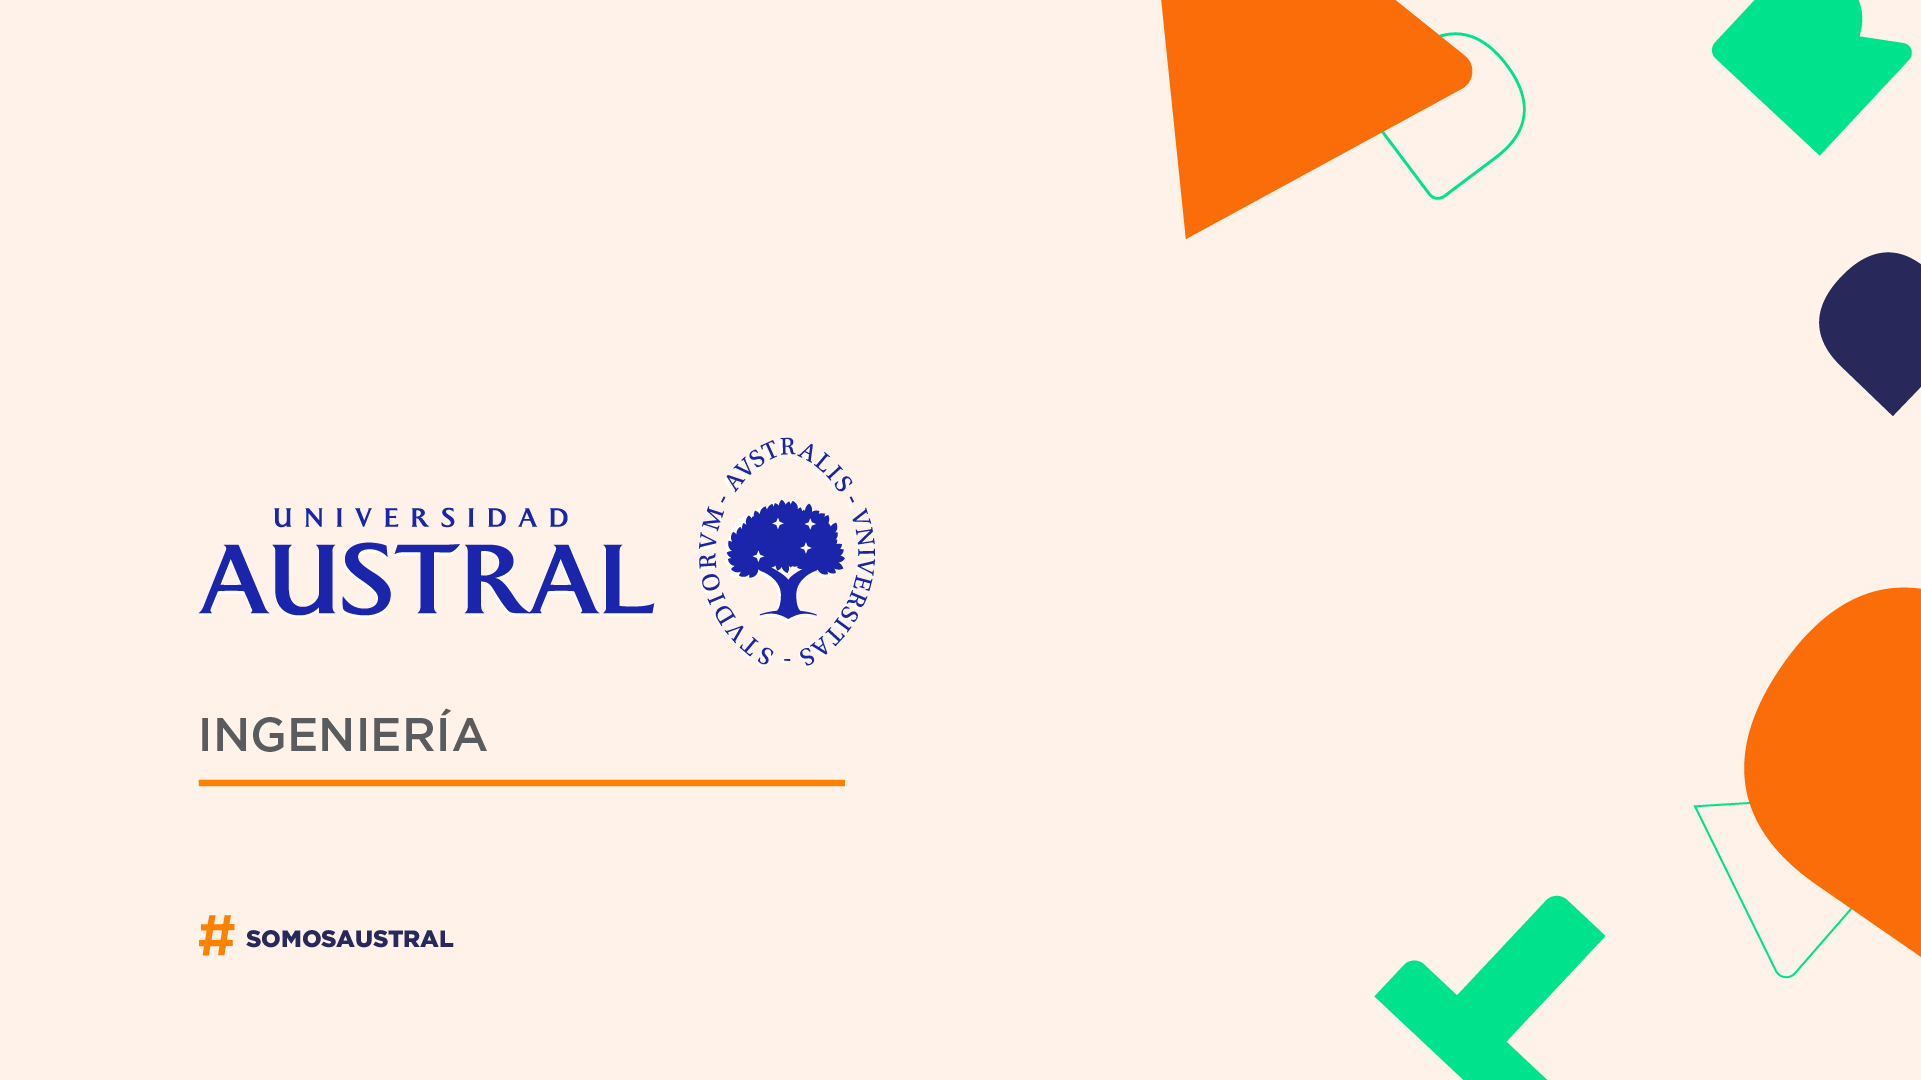 UNIVERSIDAD
AUSTRAL
STVDIORVM - AVSTRALIS - VNIVERSITAS -
INGENIERÍA
# SOMOSAUSTRAL